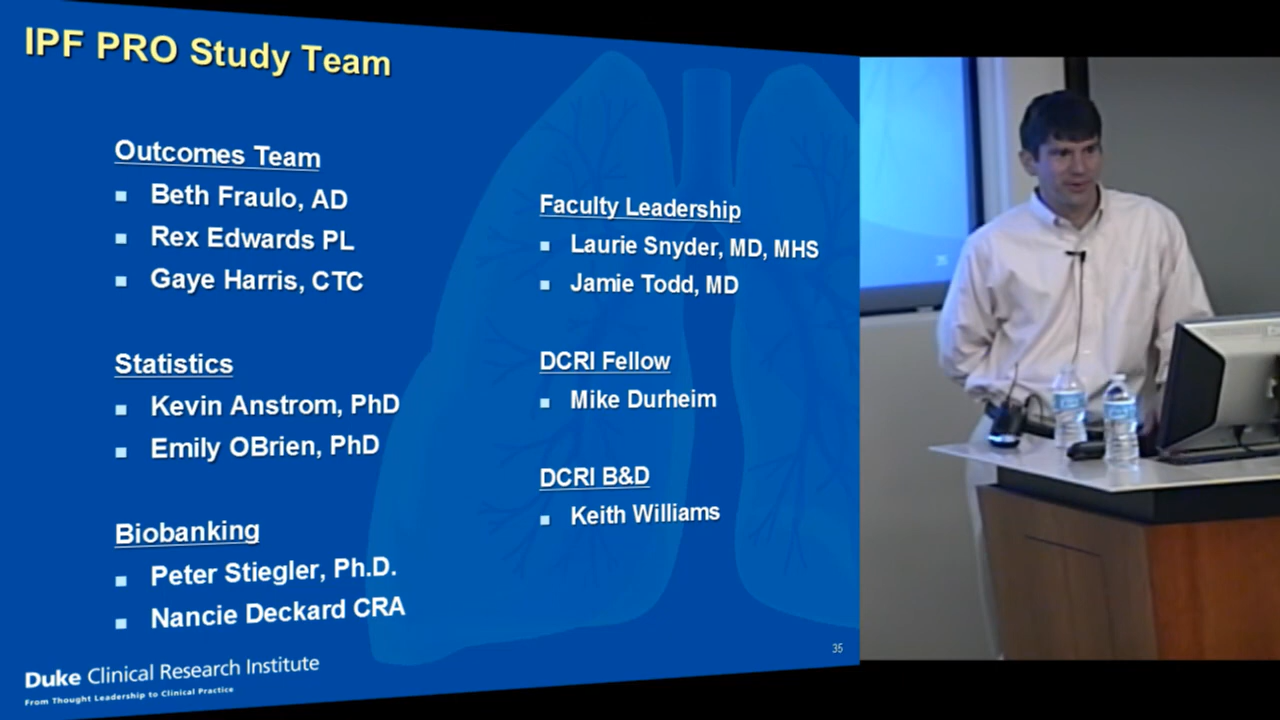 IPF PRO Study Team
Outcomes Team
Beth Fraulo, AD
Rex Edwards PL
Gaye Harris, CTC
Statistics
Kevin Anstrom, PhD
Emily OBrien, PhD
Biobanking
Peter Stiegler, Ph.D.
Nancie Deckard CRA
Faculty Leadership
Laurie Snyder, MD, MHS
Jamie Todd, MD
DCRI Fellow
Mike Durheim
DCRI B&D
Keith Williams
35
Duke Clinical Research Institute
From Thought Leadership to Clinical Practice